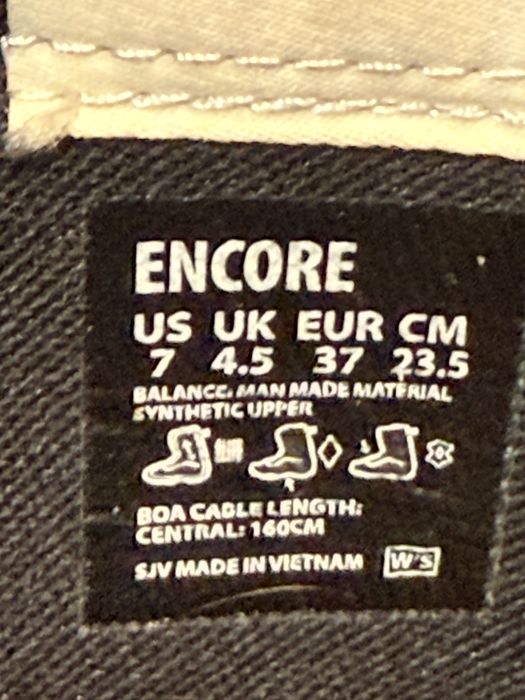 ENCORE
US UK EUR CM
7 4.5 37 23.5
BALANCE. MAN MADE MATERIAL
SYNTHETIC UPPER
BOA CABLE LENGTH:
CENTRAL: 160CM
SJV MADE IN VIETNAM W'S